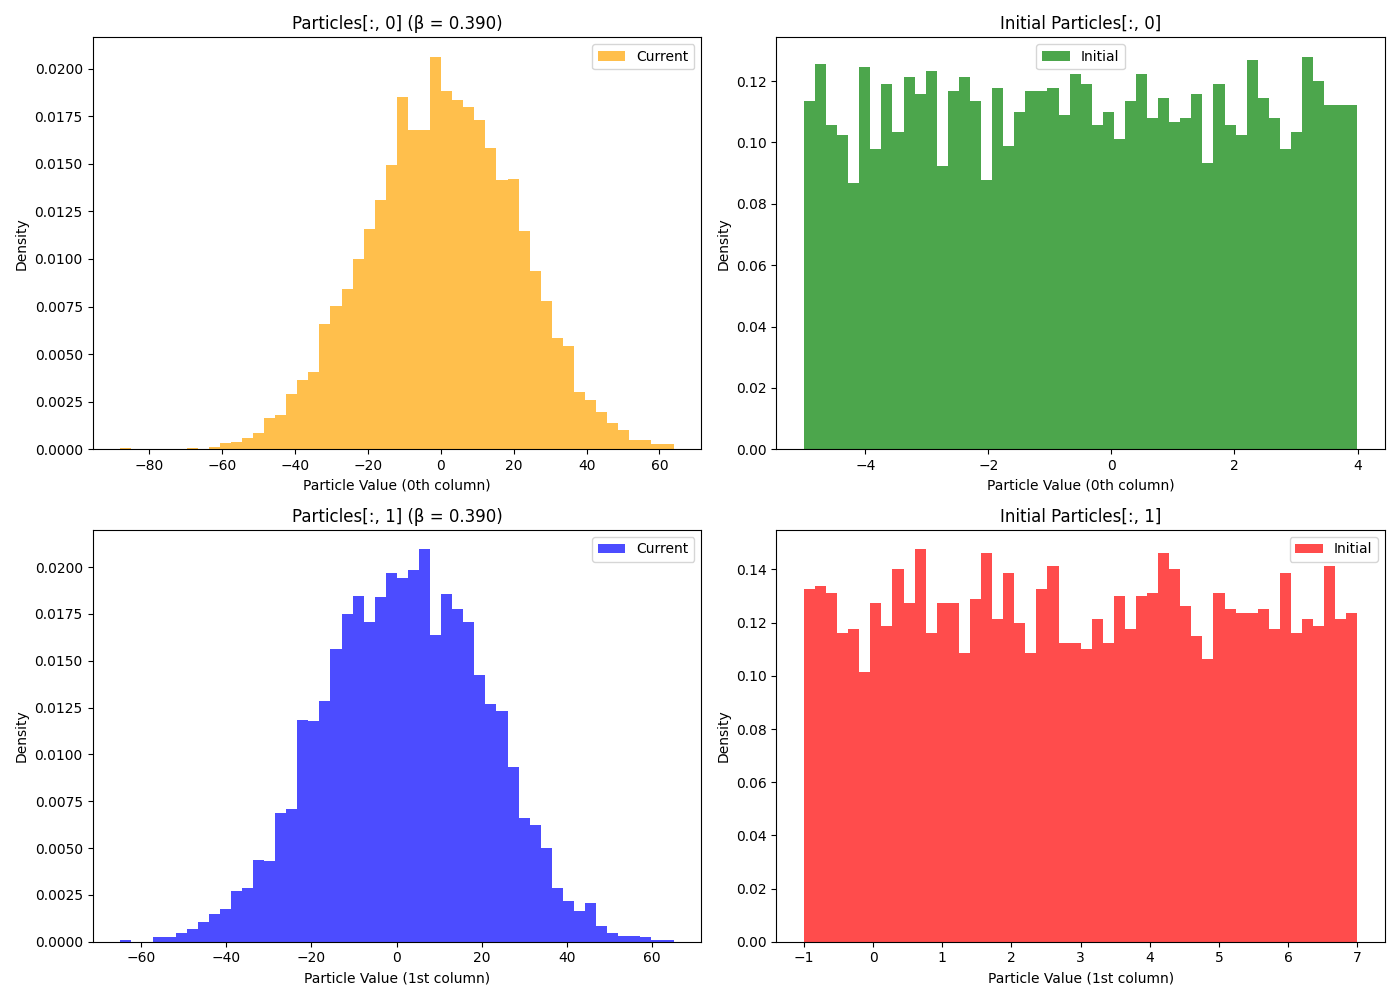 Particles[:, 0] (β = 0.390)
Current
Density
0.0200
0.0175
0.0150
0.0125
0.0100
0.0075
0.0050
0.0025
0.0000
−80 −60 −40 −20 0 20 40 60
Particle Value (0th column)
Initial Particles[:, 0]
Initial
Density
0.12
0.10
0.08
0.06
0.04
0.02
0.00
−4 −2 0 2 4
Particle Value (0th column)
Particles[:, 1] (β = 0.390)
Current
Density
0.0200
0.0175
0.0150
0.0125
0.0100
0.0075
0.0050
0.0025
0.0000
−60 −40 −20 0 20 40 60
Particle Value (1st column)
Initial Particles[:, 1]
Initial
Density
0.14
0.12
0.10
0.08
0.06
0.04
0.02
0.00
−1 0 1 2 3 4 5 6 7
Particle Value (1st column)